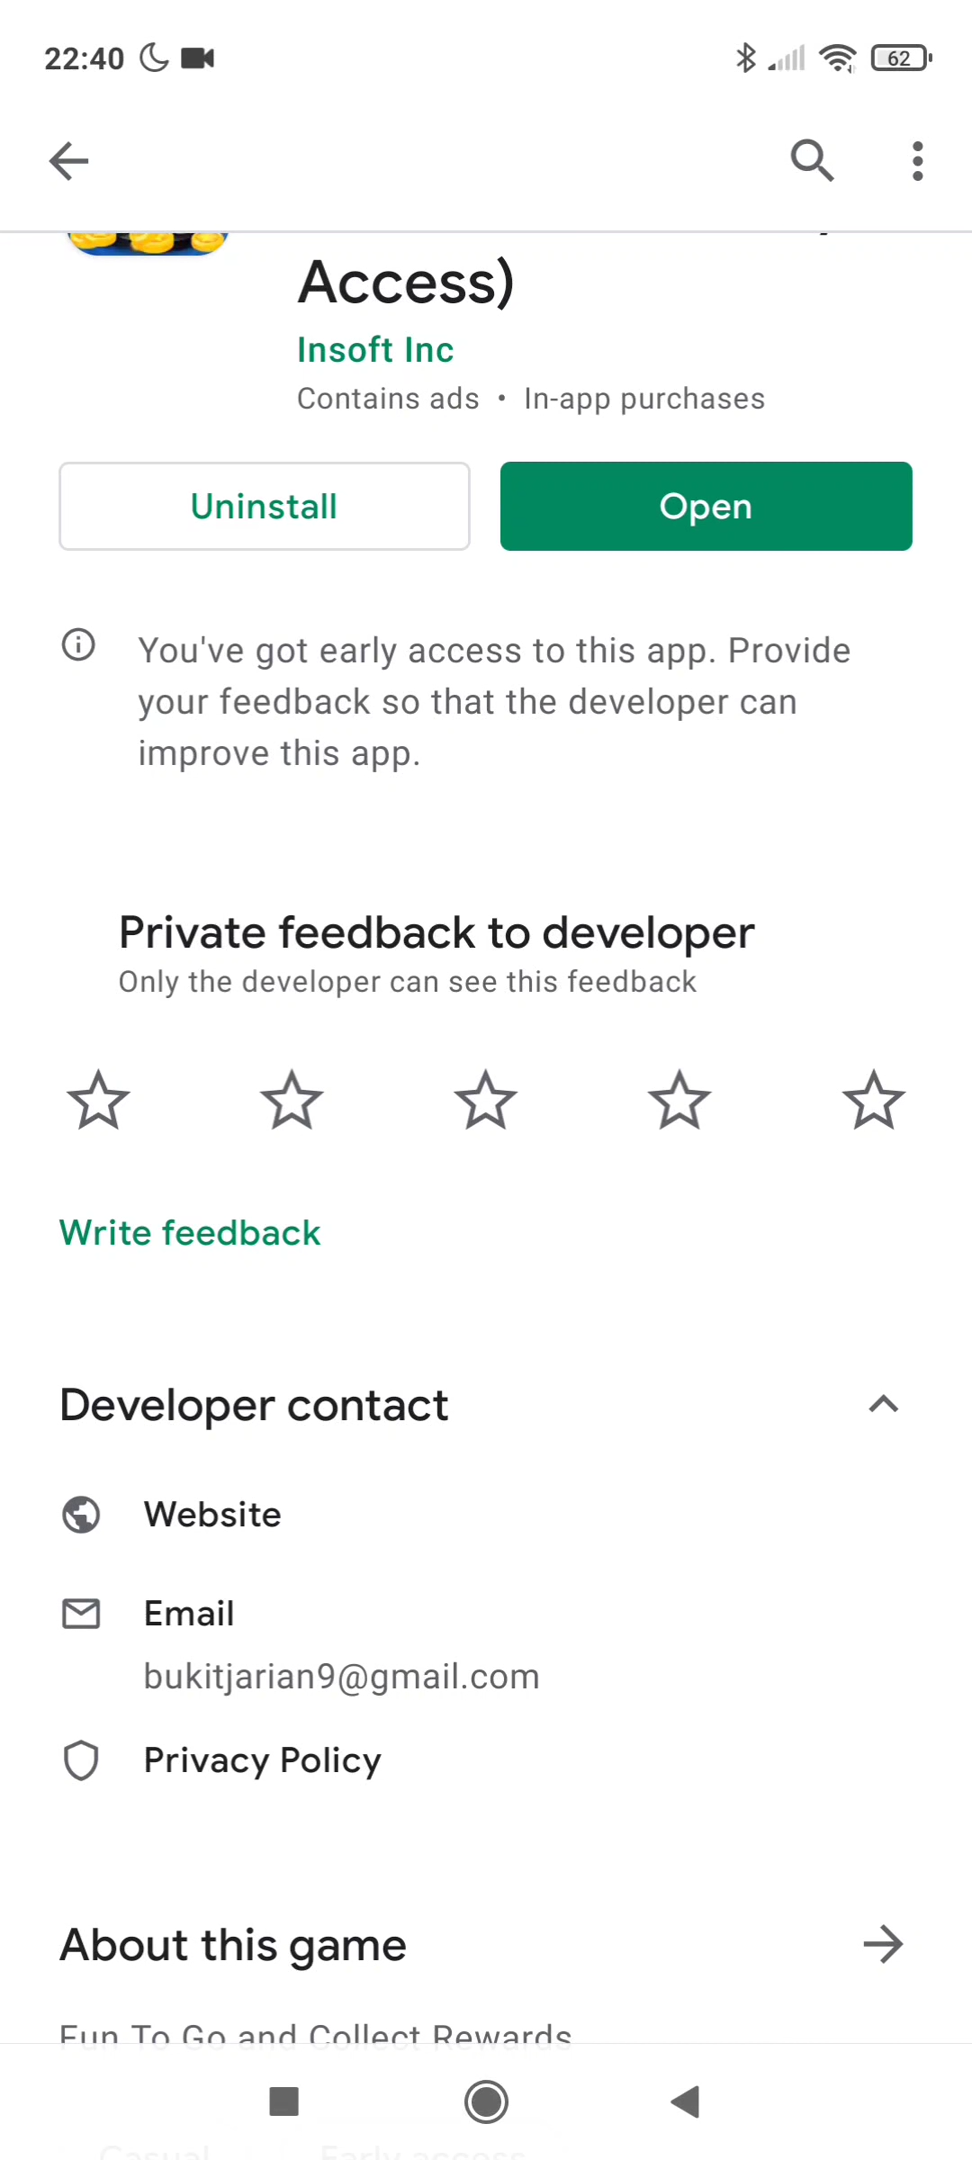 22:40
62
Access)
Insoft Inc
Contains ads • In-app purchases
Uninstall
Open
You've got early access to this app. Provide
your feedback so that the developer can
improve this app.
Private feedback to developer
Only the developer can see this feedback
Write feedback
Developer contact
Website
Email
bukitjarian9@gmail.com
Privacy Policy
About this game
Fun To Go and Collect Rewards
Casual
Early access